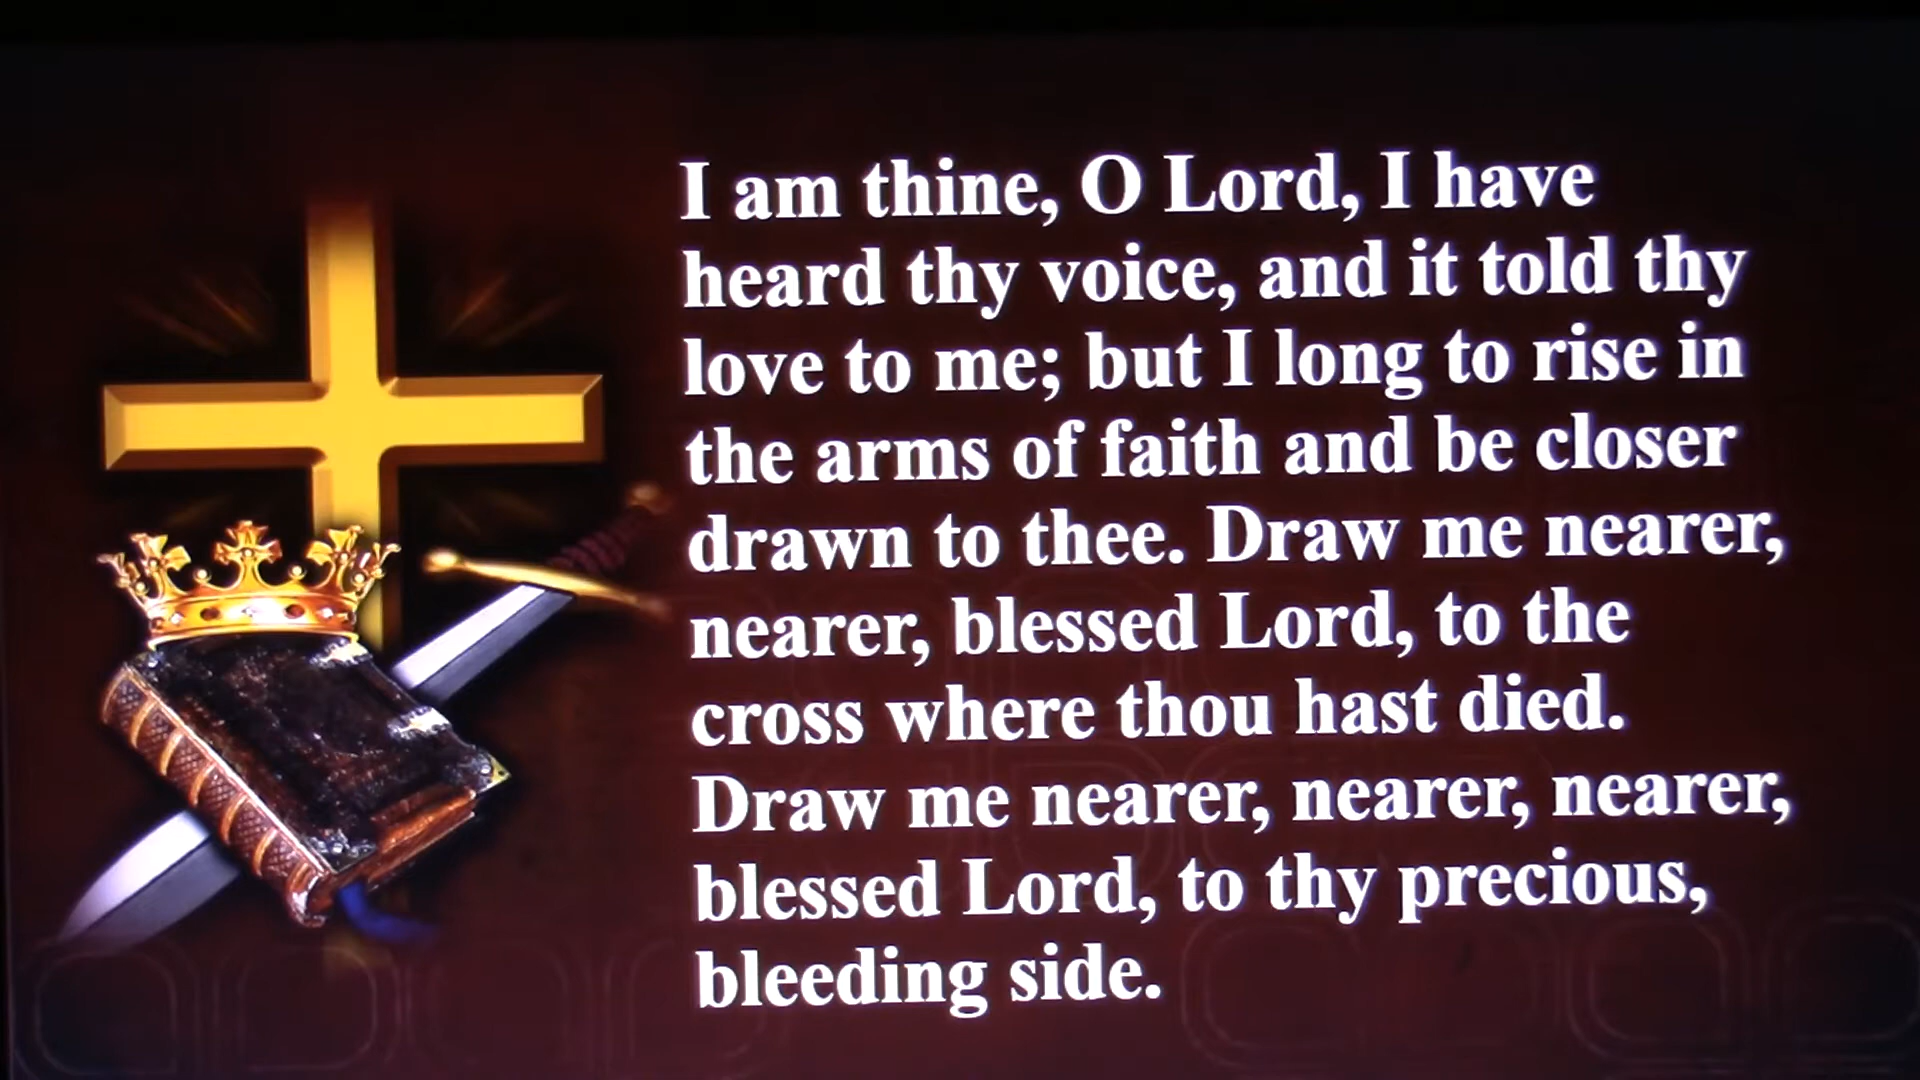 I am thine, O Lord, I have
heard thy voice, and it told thy
love to me; but I long to rise in
the arms of faith and be closer
drawn to thee. Draw me nearer,
nearer, blessed Lord, to the
cross where thou hast died.
Draw me nearer, nearer, nearer,
blessed Lord, to thy precious,
bleeding side.